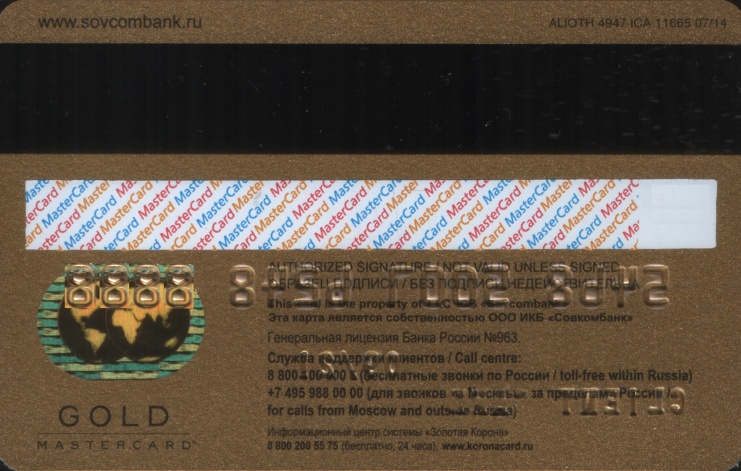 www.sovcombank.ru
ALIOTH 4947 ICA 11665 07/14
MasterCard MasterCard MasterCard MasterCard
AUTHORIZED SIGNATURE / NOT VALID UNLESS SIGNED
ОБРАЗЕЦ ПОДПИСИ / БЕЗ ПОДПИСИ НЕДЕЙСТВИТЕЛЬНА
This card is the property of
Эта карта является собственностью ООО ИКБ «Совкомбанк»
Генеральная лицензия Банка России №963.
Служба поддержки клиентов / Call centre:
8 800 (бесплатные звонки по России / toll-free within Russia)
+7 495 988 00 00 (для звонков из Москвы и за пределами России /
for calls from Moscow and outside Russia)
Информационный центр системы «Золотая Корона»
8 800 200 55 75 (бесплатно, 24 часа), www.koronacard.ru
GOLD
MASTERCARD